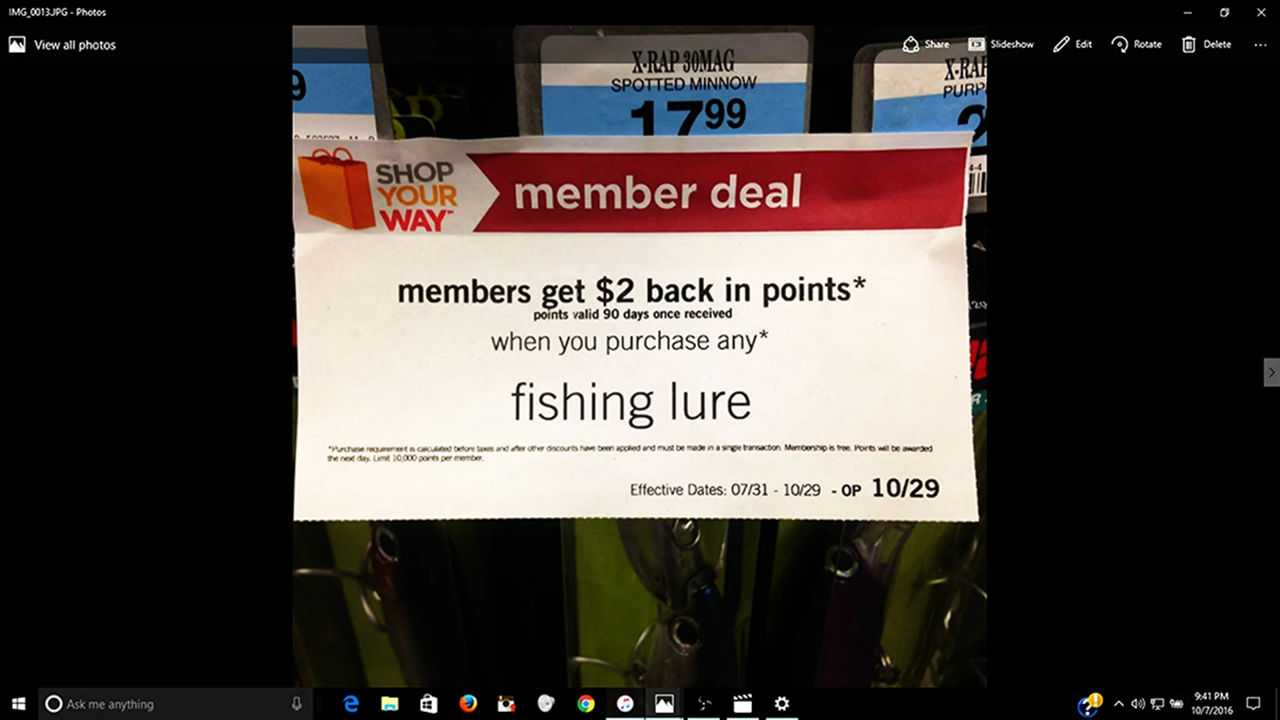 IMG_0013.JPG - Photos
View all photos
Share
Slideshow
Edit
Rotate
Delete
9
X-RAP 30MAG
SPOTTED MINNOW
17 99
X-RAP
PURP
2
SHOP
YOUR
WAY
member deal
members get $2 back in points*
points valid 90 days once received
when you purchase any*
fishing lure
*Purchase requirement is calculated before taxes and after other discounts have been applied and must be made in a single transaction. Membership is free. Points will be awarded
the next day. Limit 10,000 points per member.
Effective Dates: 07/31 - 10/29 - OP 10/29
Ask me anything
9:41 PM
10/7/2016